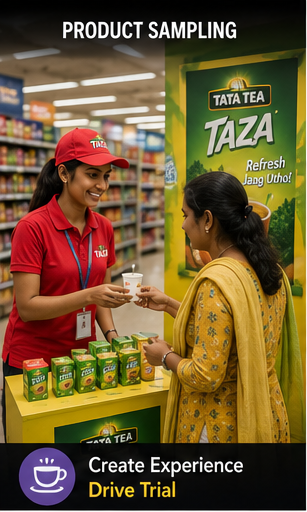 PRODUCT SAMPLING
TATA TEA
TAZA
Refresh
Jaag Utho!
TAZA
TATA TEA
Create Experience
Drive Trial